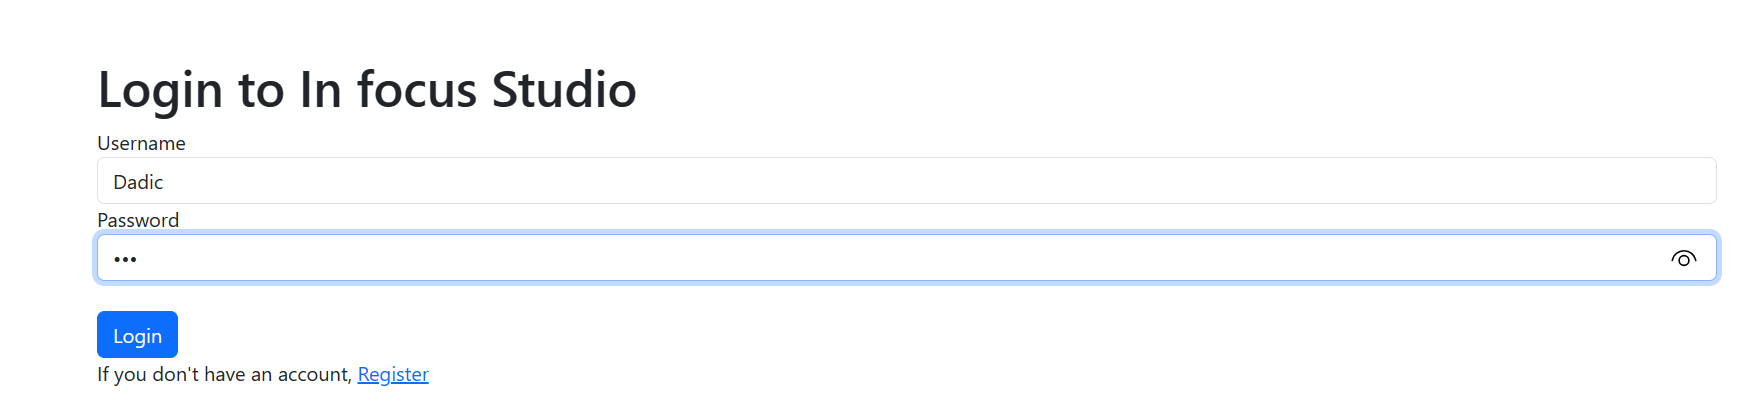 Login to In focus Studio
Username
Dadic
Password
•••
Login
If you don't have an account, Register